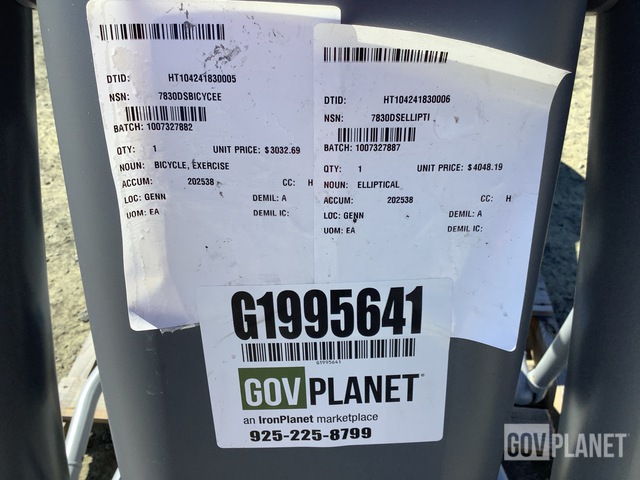 DTID: HT104241830005
NSN: 7830DSBICYCEE
BATCH: 1007327882
QTY: 1 UNIT PRICE: $3032.69
NOUN: BICYCLE, EXERCISE
ACCUM: 202538 CC: H
LOC: GENN DEMIL: A
UOM: EA DEMIL IC:
DTID: HT104241830006
NSN: 7830DSELLIPTI
BATCH: 1007327887
QTY: 1 UNIT PRICE: $4048.19
NOUN: ELLIPTICAL
ACCUM: 202538 CC: H
LOC: GENN DEMIL: A
UOM: EA DEMIL IC:
G1995641
G1995641
GOVPLANET®
an IronPlanet marketplace
925-225-8799
GOVPLANET®